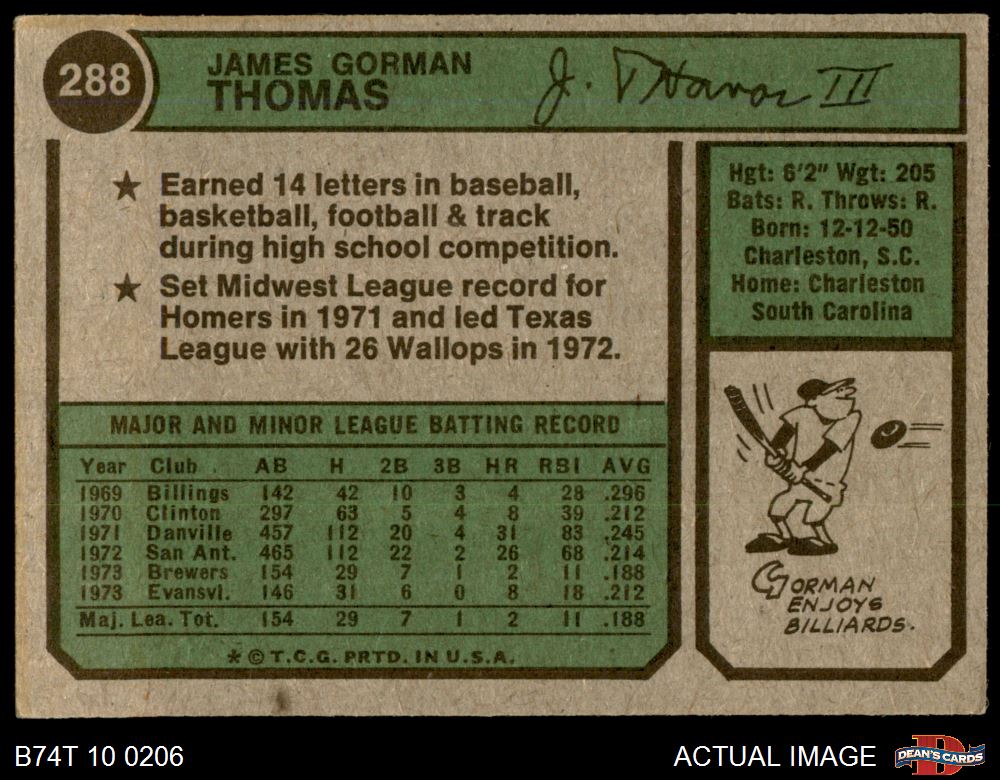 288
JAMES GORMAN
THOMAS
J. Thomas III
★ Earned 14 letters in baseball,
basketball, football & track
during high school competition.
★ Set Midwest League record for
Homers in 1971 and led Texas
League with 26 Wallops in 1972.
Hgt: 6'2" Wgt: 205
Bats: R. Throws: R.
Born: 12-12-50
Charleston, S.C.
Home: Charleston
South Carolina
MAJOR AND MINOR LEAGUE BATTING RECORD
Year Club AB H 2B 3B HR RBI AVG
1969 Billings 142 42 10 3 4 28 .296
1970 Clinton 297 63 5 4 8 39 .212
1971 Danville 457 112 20 4 31 83 .245
1972 San Ant. 465 112 22 2 26 68 .214
1973 Brewers 154 29 7 1 2 11 .188
1973 Evansvl. 146 31 6 0 8 18 .212
Maj. Lea. Tot. 154 29 7 1 2 11 .188
* © T.C.G. PRTD. IN U.S.A.
GORMAN
ENJOYS
BILLIARDS.
B74T 10 0206
ACTUAL IMAGE
DEAN'S CARDS